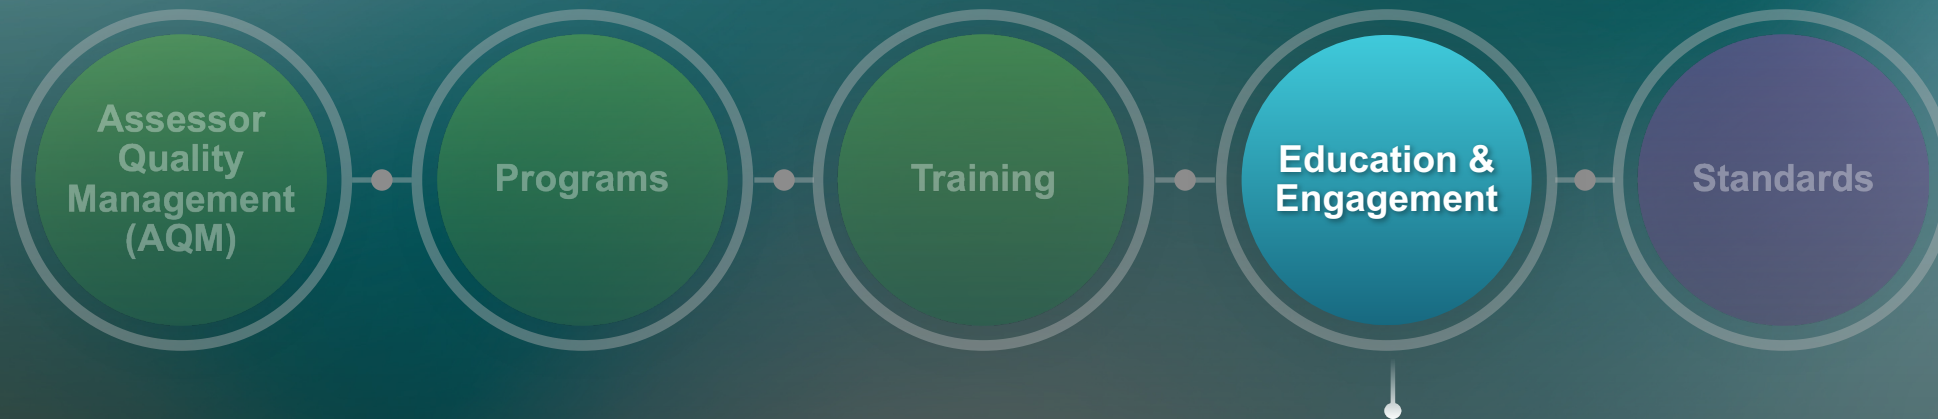 Assessor
Quality
Management
(AQM)
Programs
Training
Education &
Engagement
Standards